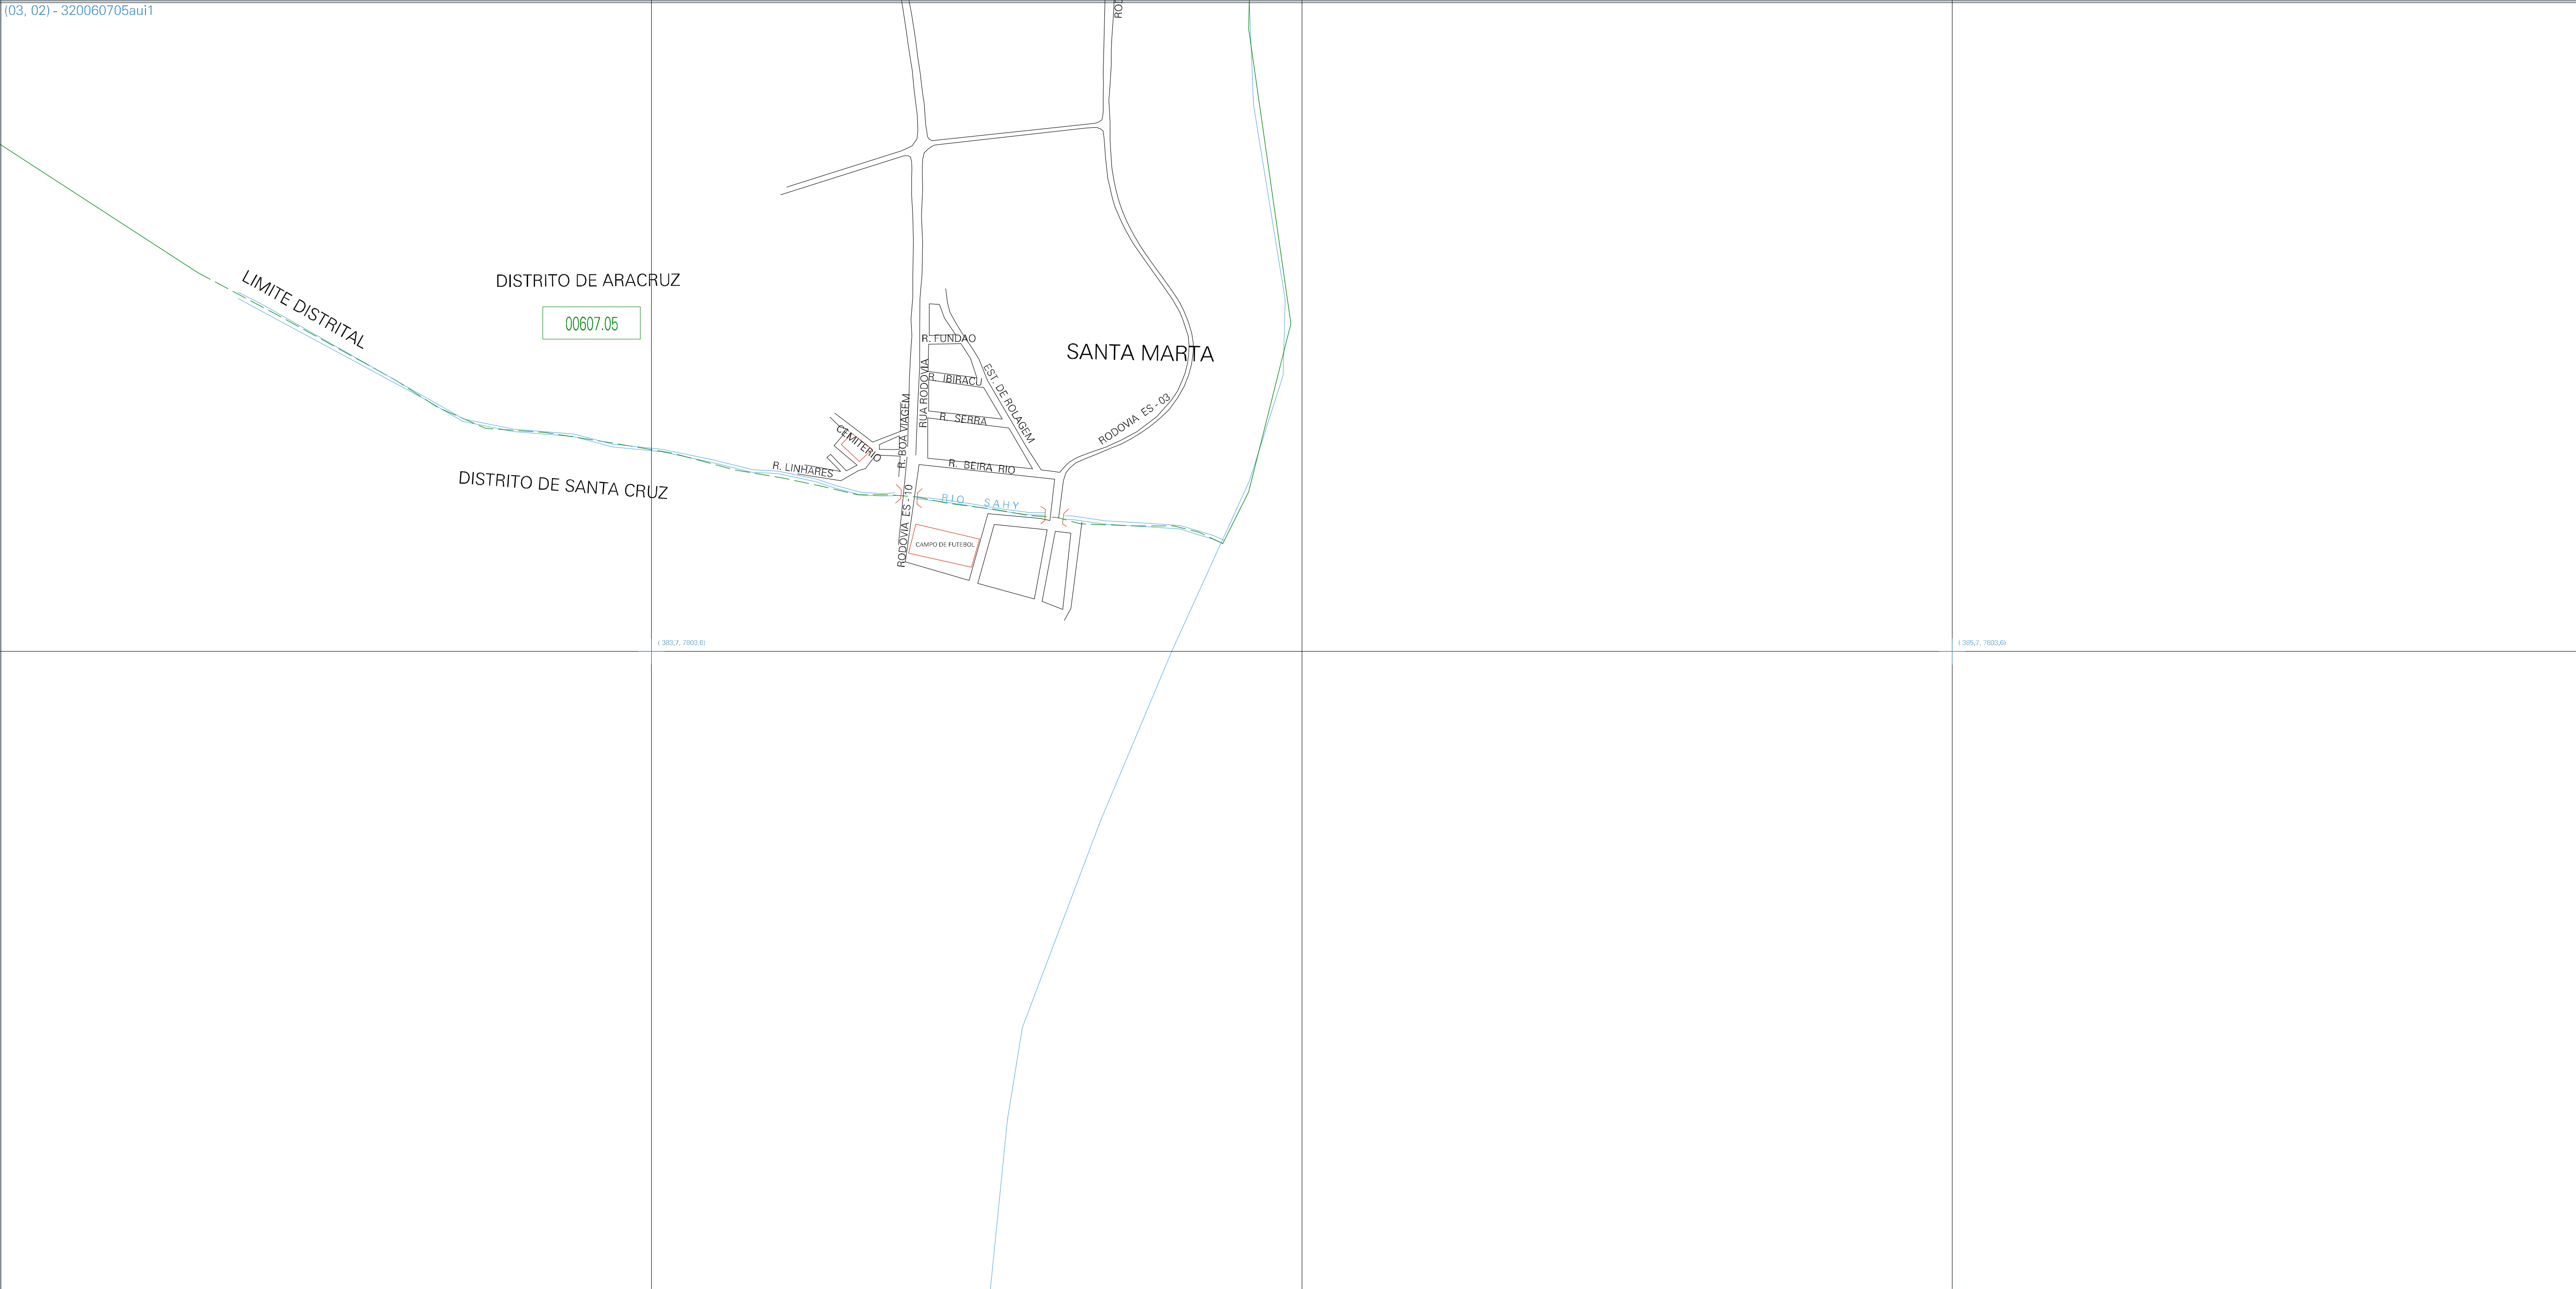 (03, 02) - 320060705aui1
DISTRITO DE ARACRUZ
LIMITE DISTRITAL
00607.05
R. FUNDAO
SANTA MARTA
R. IBIRACU
RUA RODOVIA
EST. DE ROLAGEM
R. SERRA
R. BOA VIAGEM
RODOVIA ES - 03
CEMITERIO
R. LINHARES
R. BEIRA RIO
DISTRITO DE SANTA CRUZ
RIO SAHY
RODOVIA ES - 10
CAMPO DE FUTEBOL
( 383,7, 7803,6)
( 385,7, 7803,6)